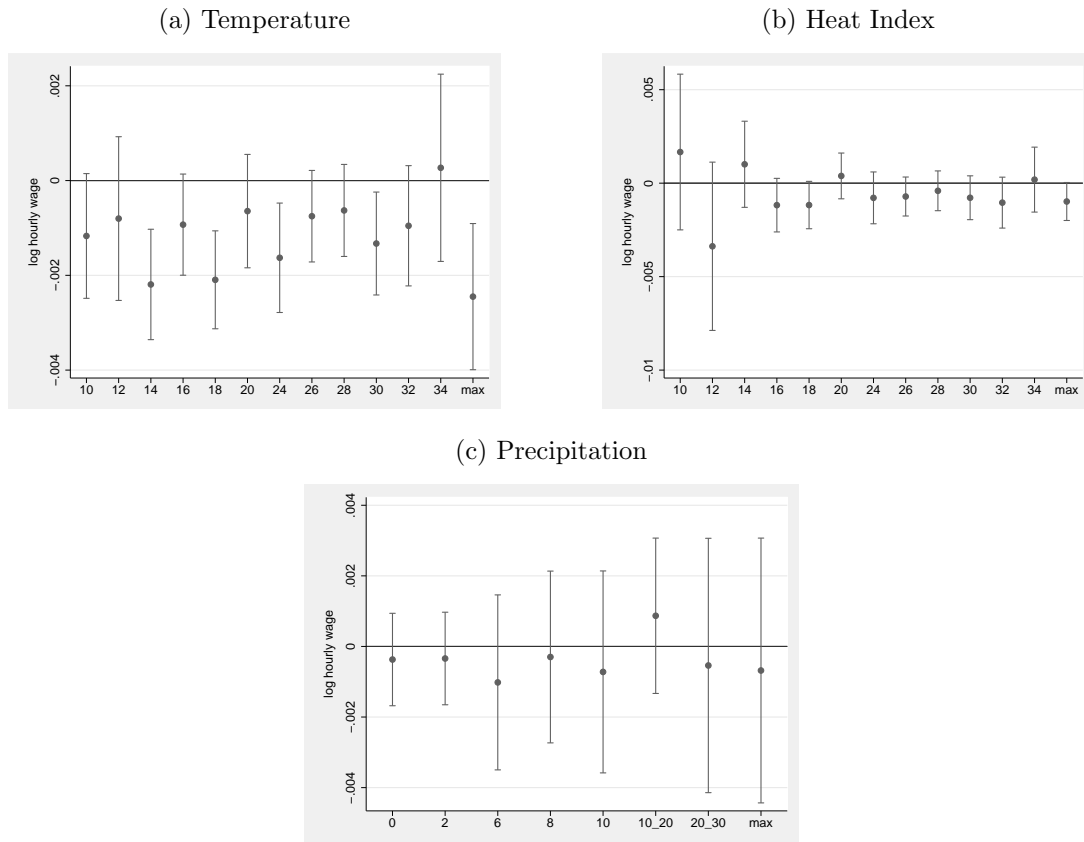 (a) Temperature
(b) Heat Index
.002
0
−.002
−.004
log hourly wage
10 12 14 16 18 20 24 26 28 30 32 34 max
.005
0
−.005
−.01
log hourly wage
10 12 14 16 18 20 24 26 28 30 32 34 max
(c) Precipitation
.004
.002
0
−.002
−.004
log hourly wage
0 2 6 8 10 10_20 20_30 max